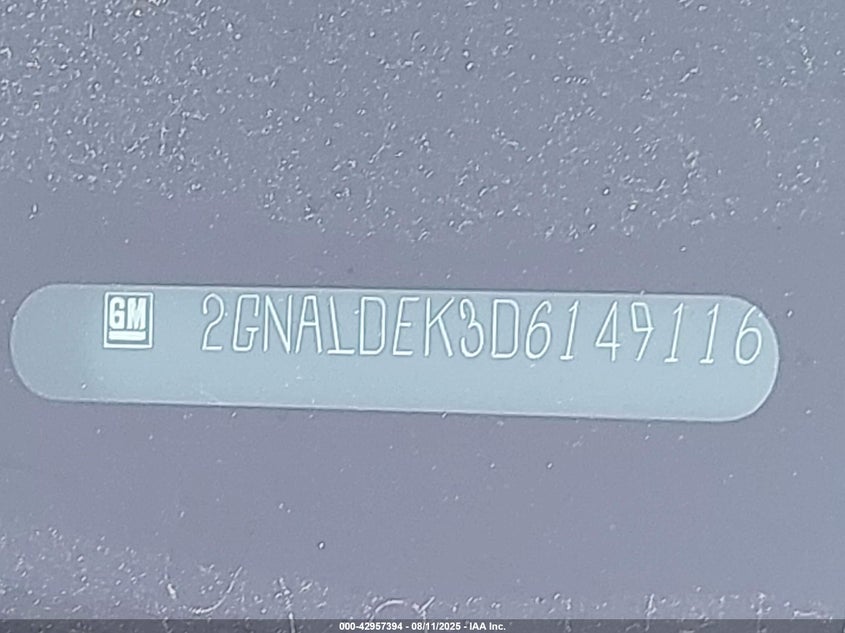 GM 2GNALDEK3D6149116
000-42957394 - 08/11/2025 - IAA Inc.